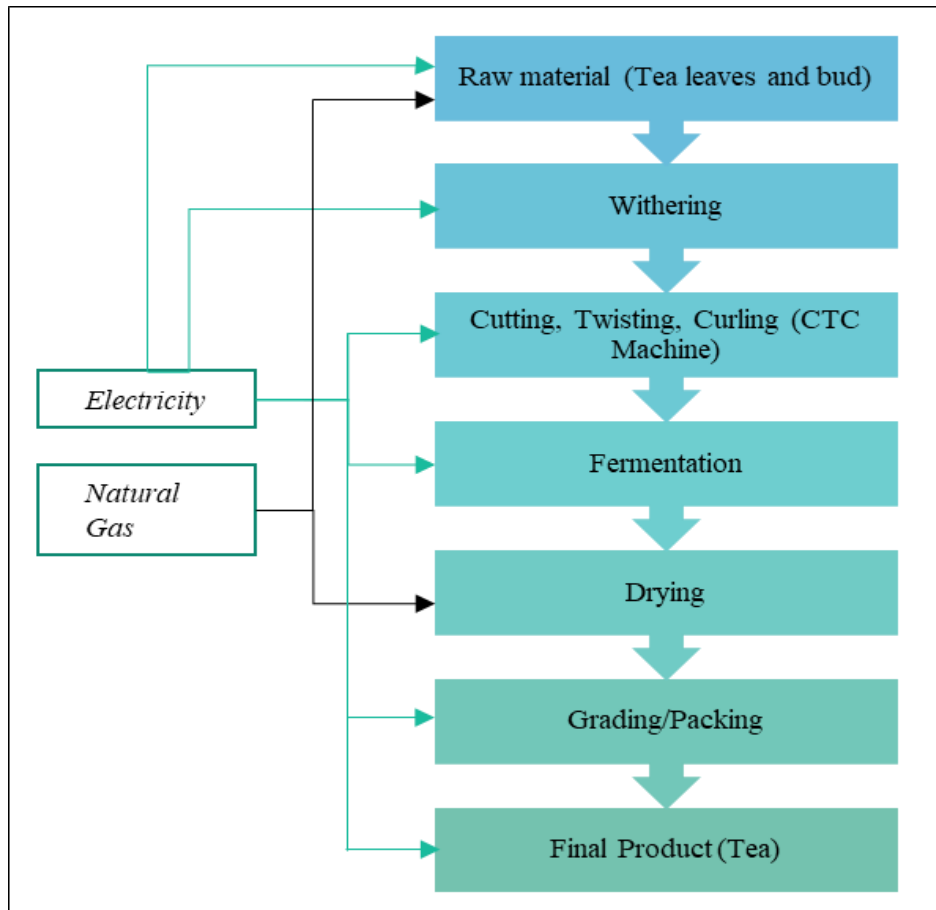 Raw material (Tea leaves and bud)
Withering
Cutting, Twisting, Curling (CTC
Machine)
Electricity
Fermentation
Natural
Gas
Drying
Grading/Packing
Final Product (Tea)